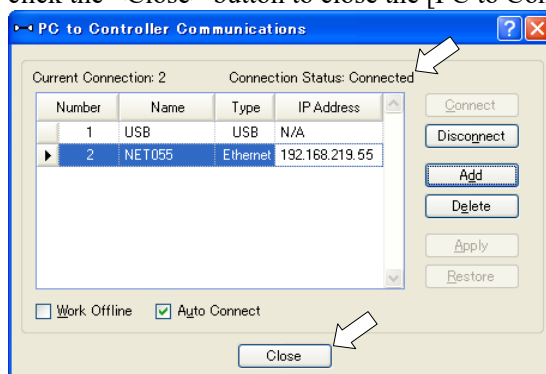 click the "Close" button to close the [PC to Con
PC to Controller Communications
Current Connection: 2 Connection Status: Connected
Number Name Type IP Address
Connect
1 USB USB N/A
Disconnect
2 NET055 Ethernet 192.168.219.55
Add
Delete
Apply
Restore
Work Offline Auto Connect
Close